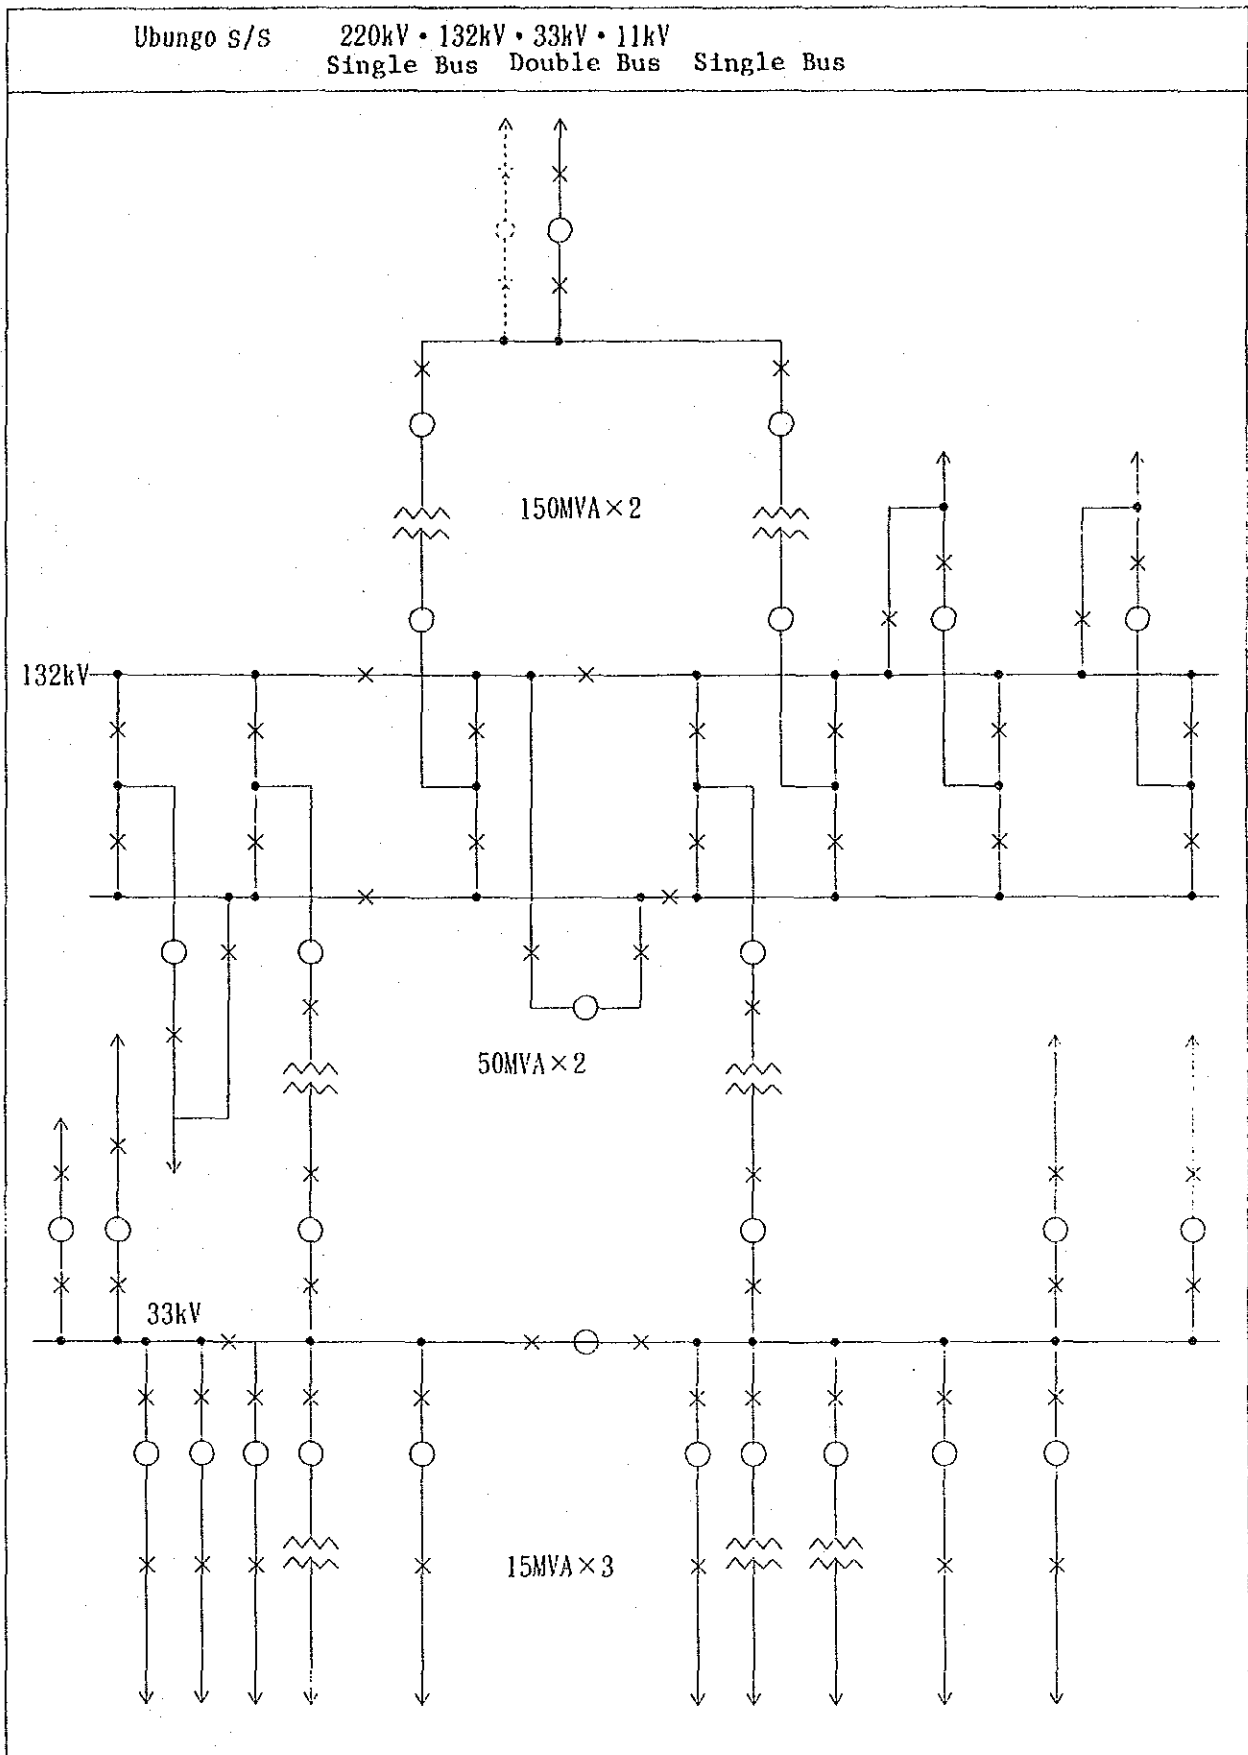 Ubungo S/S 220kV・132kV・33kV・11kV
Single Bus Double Bus Single Bus
150MVA×2
132kV
50MVA×2
33kV
15MVA×3